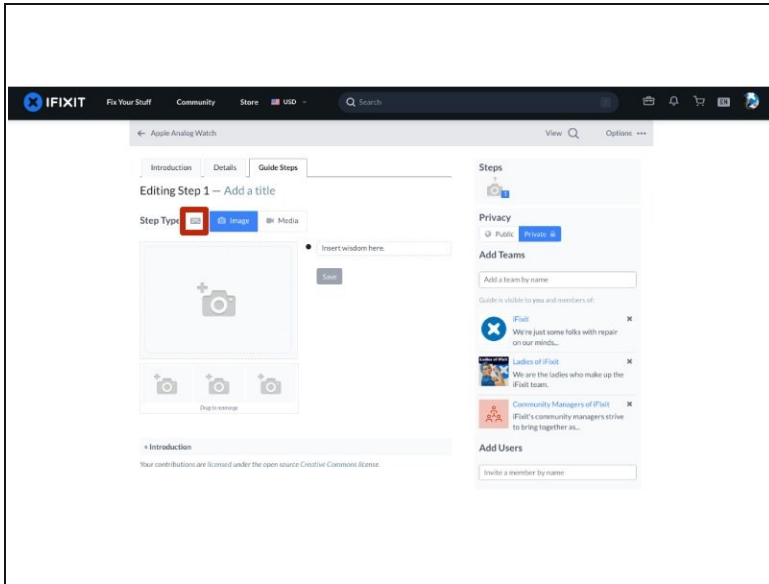 IFIXIT
Fix Your Stuff
Community
Store
USD
Search
EN
← Apple Analog Watch
View
Options
Introduction
Details
Guide Steps
Editing Step 1 — Add a title
Step Type
Image
Media
Insert wisdom here.
Save
Drag to rearrange
+ Introduction
Your contributions are licensed under the open source Creative Commons license.
Steps
1
Privacy
Public
Private
Add Teams
Add a team by name
Guide is visible to you and members of:
iFixit
We're just some folks with repair
on our minds...
Ladies of iFixit
We are the ladies who make up the
iFixit team.
Community Managers of iFixit
iFixit's community managers strive
to bring together as...
Add Users
Invite a member by name